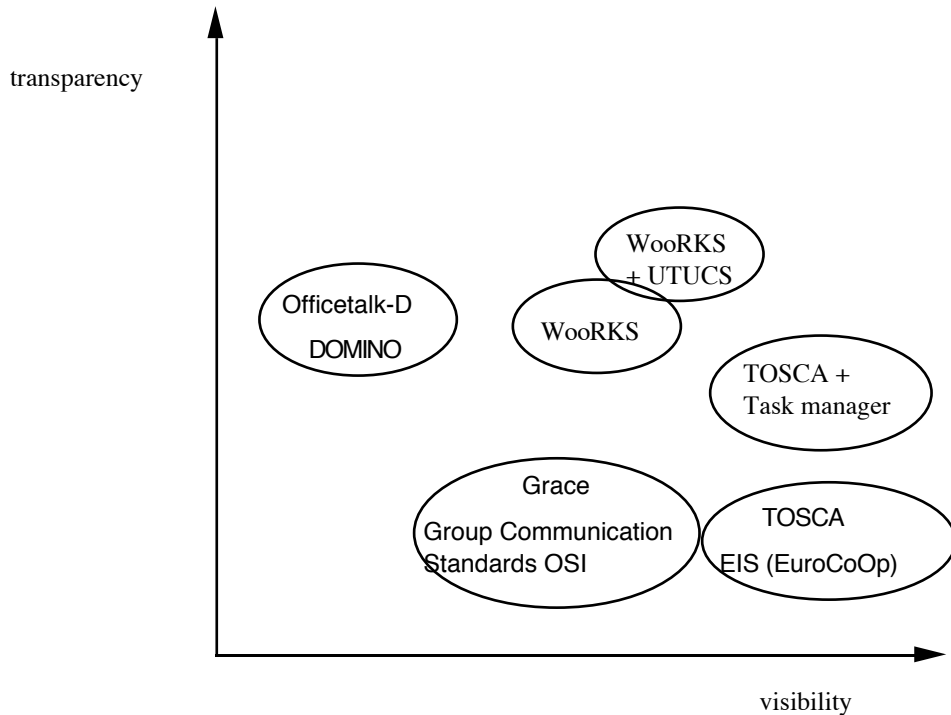 transparency
WooRKS
+ UTUCS
Officetalk-D
DOMINO
WooRKS
TOSCA +
Task manager
Grace
Group Communication
Standards OSI
TOSCA
EIS (EuroCoOp)
visibility